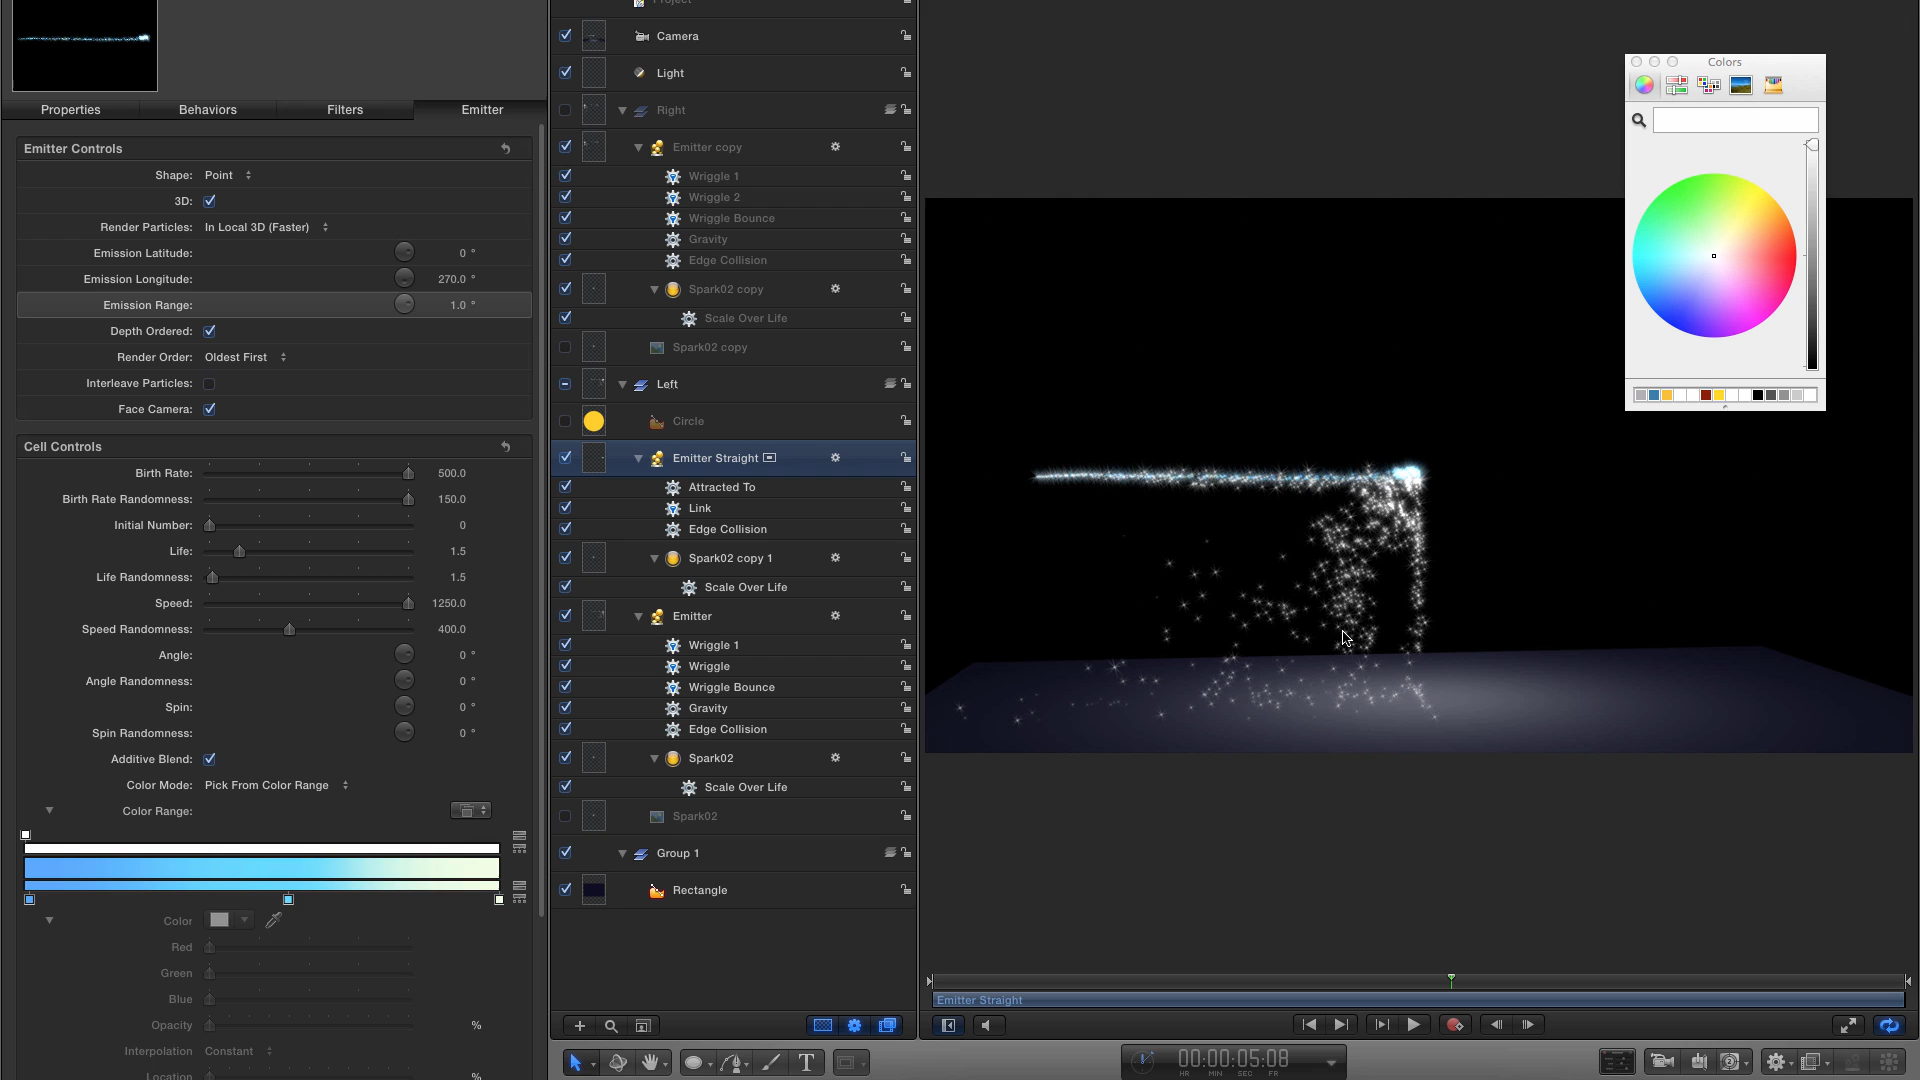 Properties
Behaviors
Filters
Emitter
Emitter Controls
Shape: Point
3D:
Render Particles: In Local 3D (Faster)
Emission Latitude: 0 °
Emission Longitude: 270.0 °
Emission Range: 1.0 °
Depth Ordered:
Render Order: Oldest First
Interleave Particles:
Face Camera:
Cell Controls
Birth Rate: 500.0
Birth Rate Randomness: 150.0
Initial Number: 0
Life: 1.5
Life Randomness: 1.5
Speed: 1250.0
Speed Randomness: 400.0
Angle: 0 °
Angle Randomness: 0 °
Spin: 0 °
Spin Randomness: 0 °
Additive Blend:
Color Mode: Pick From Color Range
Color Range:
Color
Red
Green
Blue
Opacity %
Interpolation Constant
Location %
Project
Camera
Light
Right
Emitter copy
Wriggle 1
Wriggle 2
Wriggle Bounce
Gravity
Edge Collision
Spark02 copy
Scale Over Life
Spark02 copy
Left
Circle
Emitter Straight
Attracted To
Link
Edge Collision
Spark02 copy 1
Scale Over Life
Emitter
Wriggle 1
Wriggle
Wriggle Bounce
Gravity
Edge Collision
Spark02
Scale Over Life
Spark02
Group 1
Rectangle
Colors
Emitter Straight
T
00:00:05:08
HR MIN SEC FR